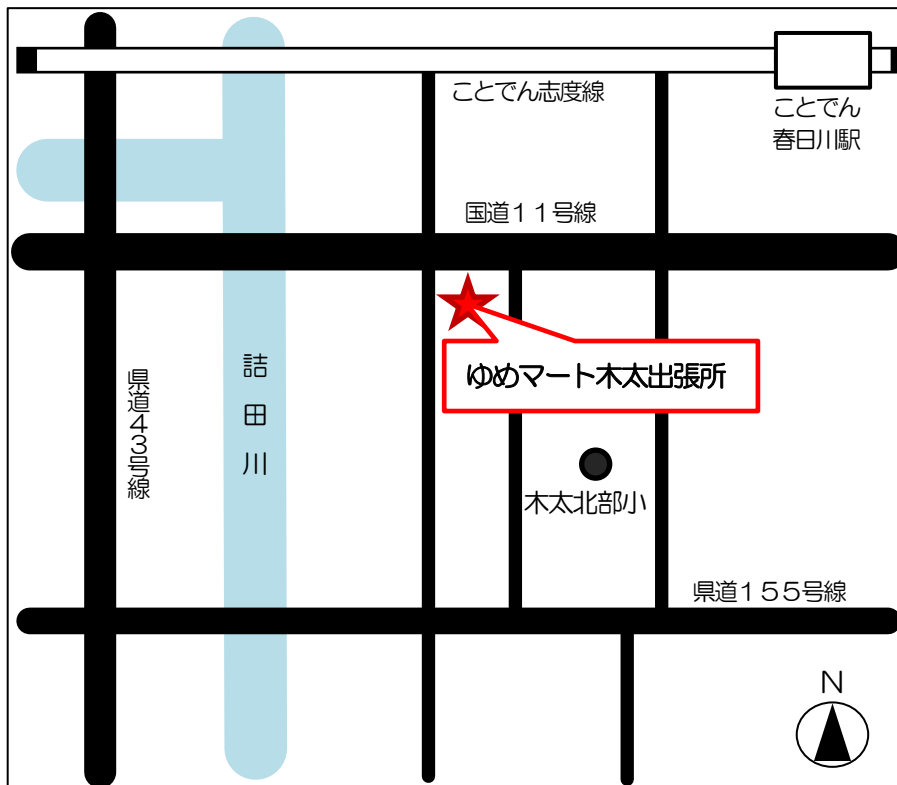 ことでん志度線
ことでん
春日川駅
国道１１号線
ゆめマート木太出張所
県道４３号線
詰田川
木太北部小
県道１５５号線
N